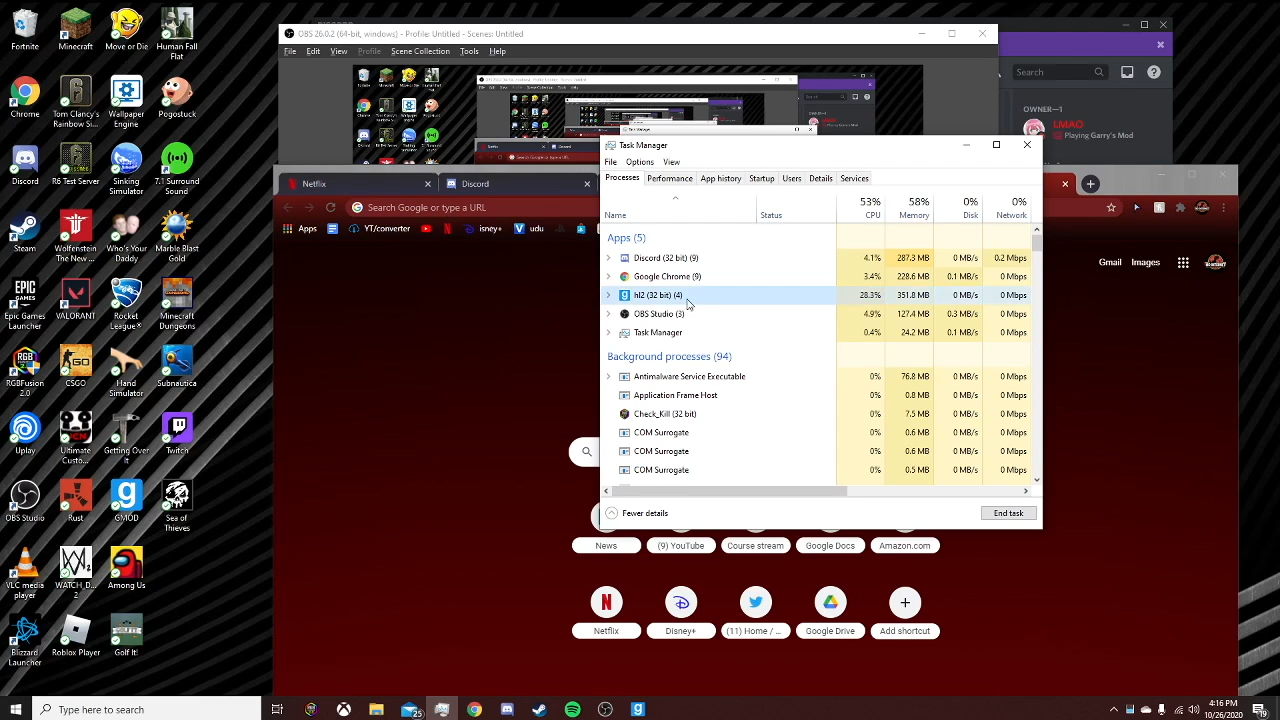 Fortnite
Minecraft
Move or Die
Human Fall
Flat
Chrome
Tom Clancy's
Rainbow Si...
Wallpaper
Engine
Pogostuck
Discord
R6 Test Server
Sinking
Simulator
7.1 Surround
Sound
Steam
Wolfenstein
The New ...
Who's Your
Daddy
Marble Blast
Gold
Epic Games
Launcher
VALORANT
Rocket
League®
Minecraft
Dungeons
RGBFusion
2.0
CSGO
Hand
Simulator
Subnautica
Uplay
Ultimate
Custo...
Getting Over
It
Twitch
OBS Studio
Rust
GMOD
Sea of
Thieves
VLC media
player
WATCH_D...
2
Among Us
Blizzard
Launcher
Roblox Player
Golf It!
OBS 26.0.2 (64-bit, windows) - Profile: Untitled - Scenes: Untitled
File Edit View Profile Scene Collection Tools Help
Search
OWNER—1
LMAO
Playing Garry's Mod
Netflix
Discord
Search Google or type a URL
Apps
YT/converter
isney+
udu
Gmail Images
Task Manager
File Options View
Processes Performance App history Startup Users Details Services
53% 58% 0% 0%
Name Status CPU Memory Disk Network
Apps (5)
Discord (32 bit) (9) 4.1% 287.3 MB 0 MB/s 0.2 Mbps
Google Chrome (9) 3.4% 228.6 MB 0.1 MB/s 0 Mbps
hl2 (32 bit) (4) 28.3% 351.8 MB 0 MB/s 0 Mbps
OBS Studio (3) 4.9% 127.4 MB 0.3 MB/s 0 Mbps
Task Manager 0.4% 24.2 MB 0.1 MB/s 0 Mbps
Background processes (94)
Antimalware Service Executable 0% 76.8 MB 0 MB/s 0 Mbps
Application Frame Host 0% 0.8 MB 0 MB/s 0 Mbps
Check_Kill (32 bit) 0% 7.5 MB 0 MB/s 0 Mbps
COM Surrogate 0% 0.6 MB 0 MB/s 0 Mbps
COM Surrogate 0% 0.6 MB 0 MB/s 0 Mbps
COM Surrogate 0% 0.5 MB 0 MB/s 0 Mbps
Fewer details
End task
News
(9) YouTube
Course stream
Google Docs
Amazon.com
Netflix
Disney+
(11) Home / ...
Google Drive
Add shortcut
Type here to search
25
4:16 PM
10/26/2020
19